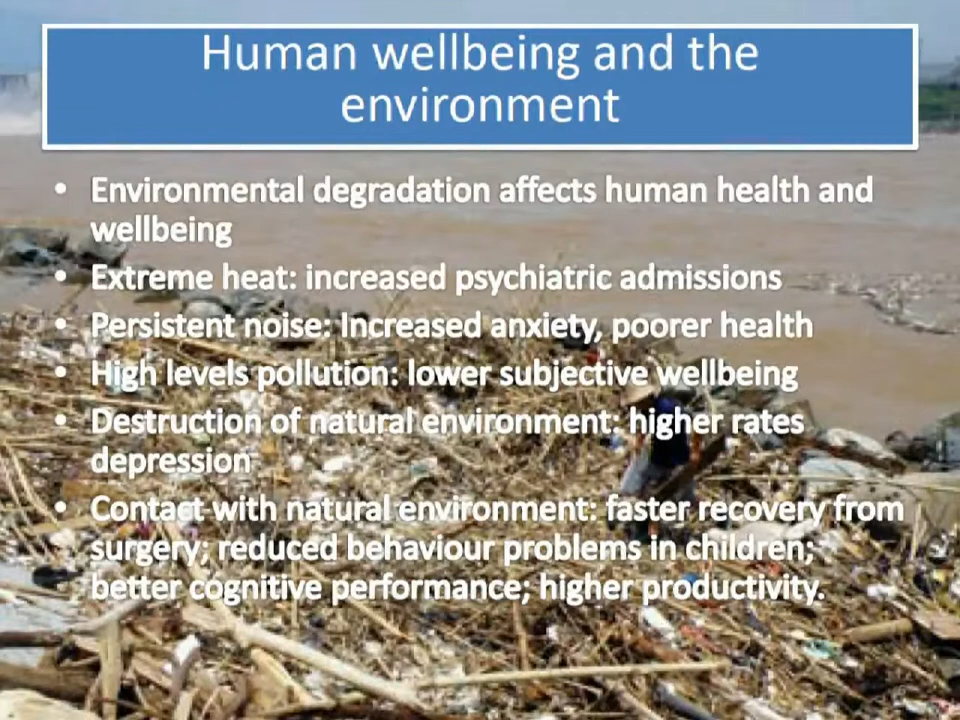 Human wellbeing and the
environment
• Environmental degradation affects human health and
wellbeing
• Extreme heat: increased psychiatric admissions
• Persistent noise: Increased anxiety, poorer health
• High levels pollution: lower subjective wellbeing
• Destruction of natural environment: higher rates
depression
• Contact with natural environment: faster recovery from
surgery; reduced behaviour problems in children;
better cognitive performance; higher productivity.